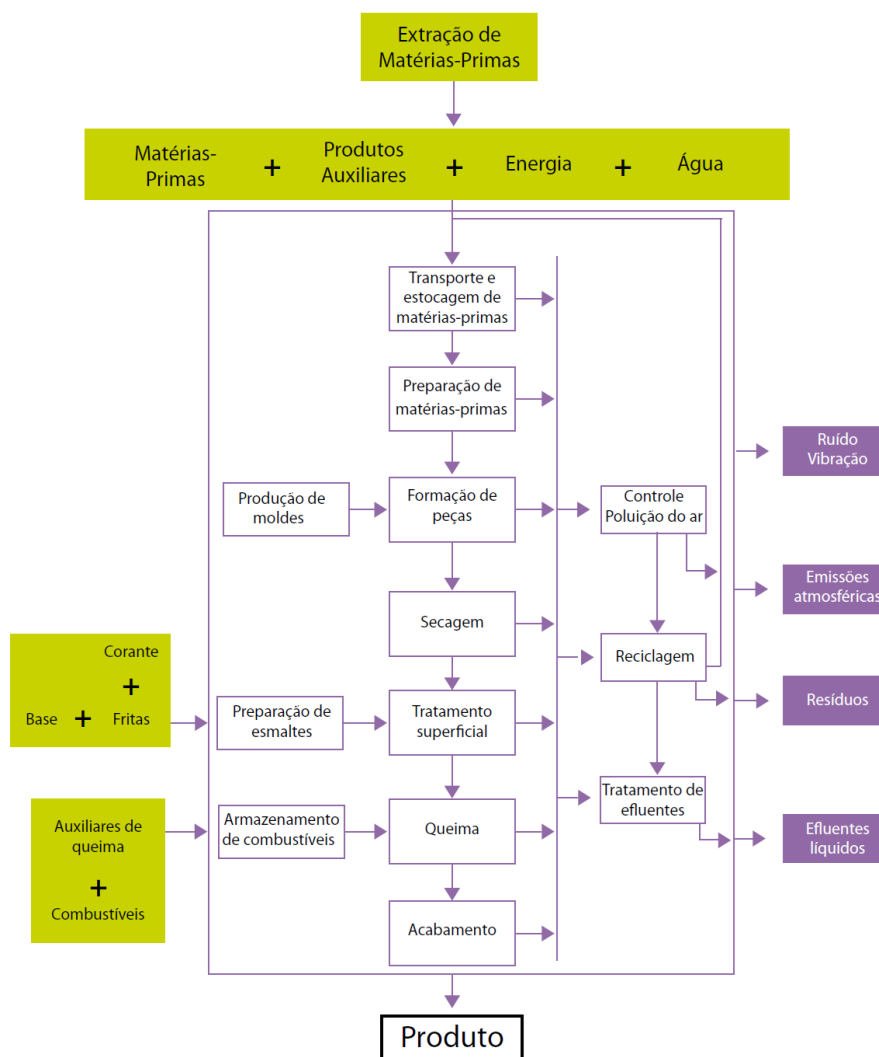 Extração de
Matérias-Primas
Matérias-
Primas
+
Produtos
Auxiliares
+
Energia
+
Água
Transporte e
estocagem de
matérias-primas
Preparação de
matérias-primas
Ruído
Vibração
Produção de
moldes
Formação de
peças
Controle
Poluição do ar
Emissões
atmosféricas
Secagem
Reciclagem
Corante
+
Base + Fritas
Preparação de
esmaltes
Tratamento
superficial
Resíduos
Tratamento de
efluentes
Auxiliares de
queima
+
Combustíveis
Armazenamento
de combustíveis
Queima
Efluentes
líquidos
Acabamento
Produto